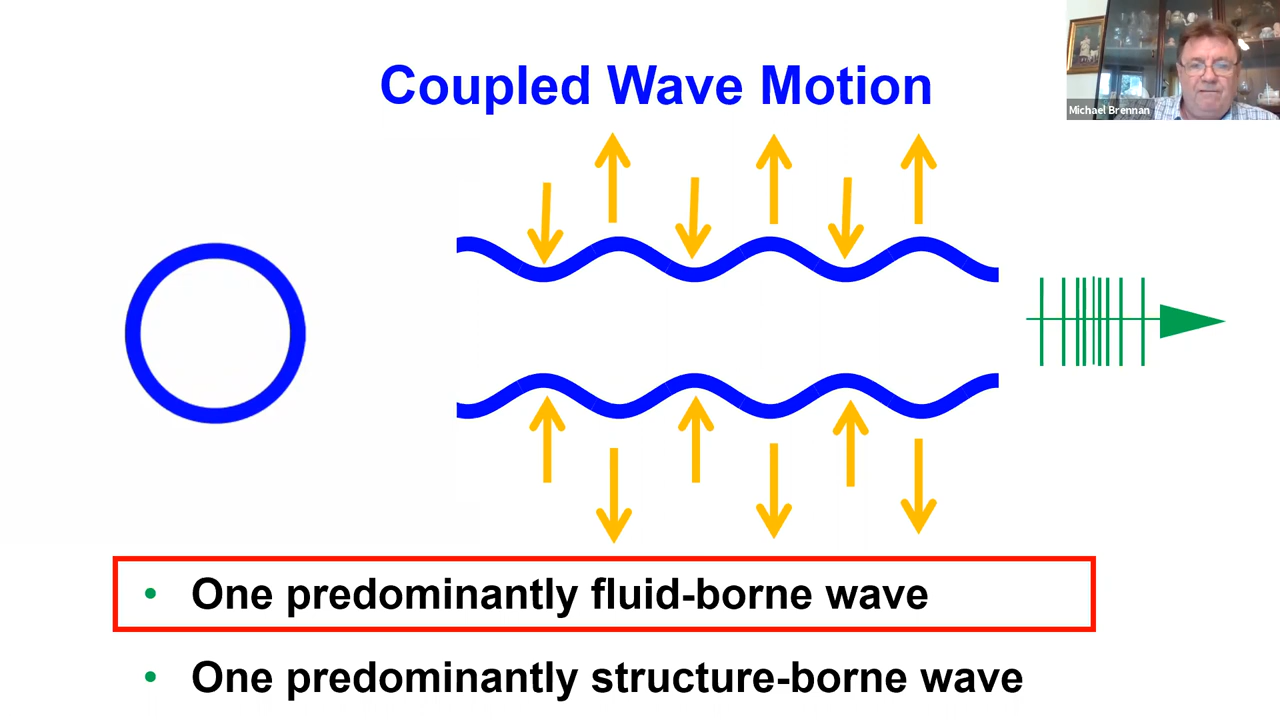 Coupled Wave Motion
Michael Brennan
• One predominantly fluid-borne wave
• One predominantly structure-borne wave